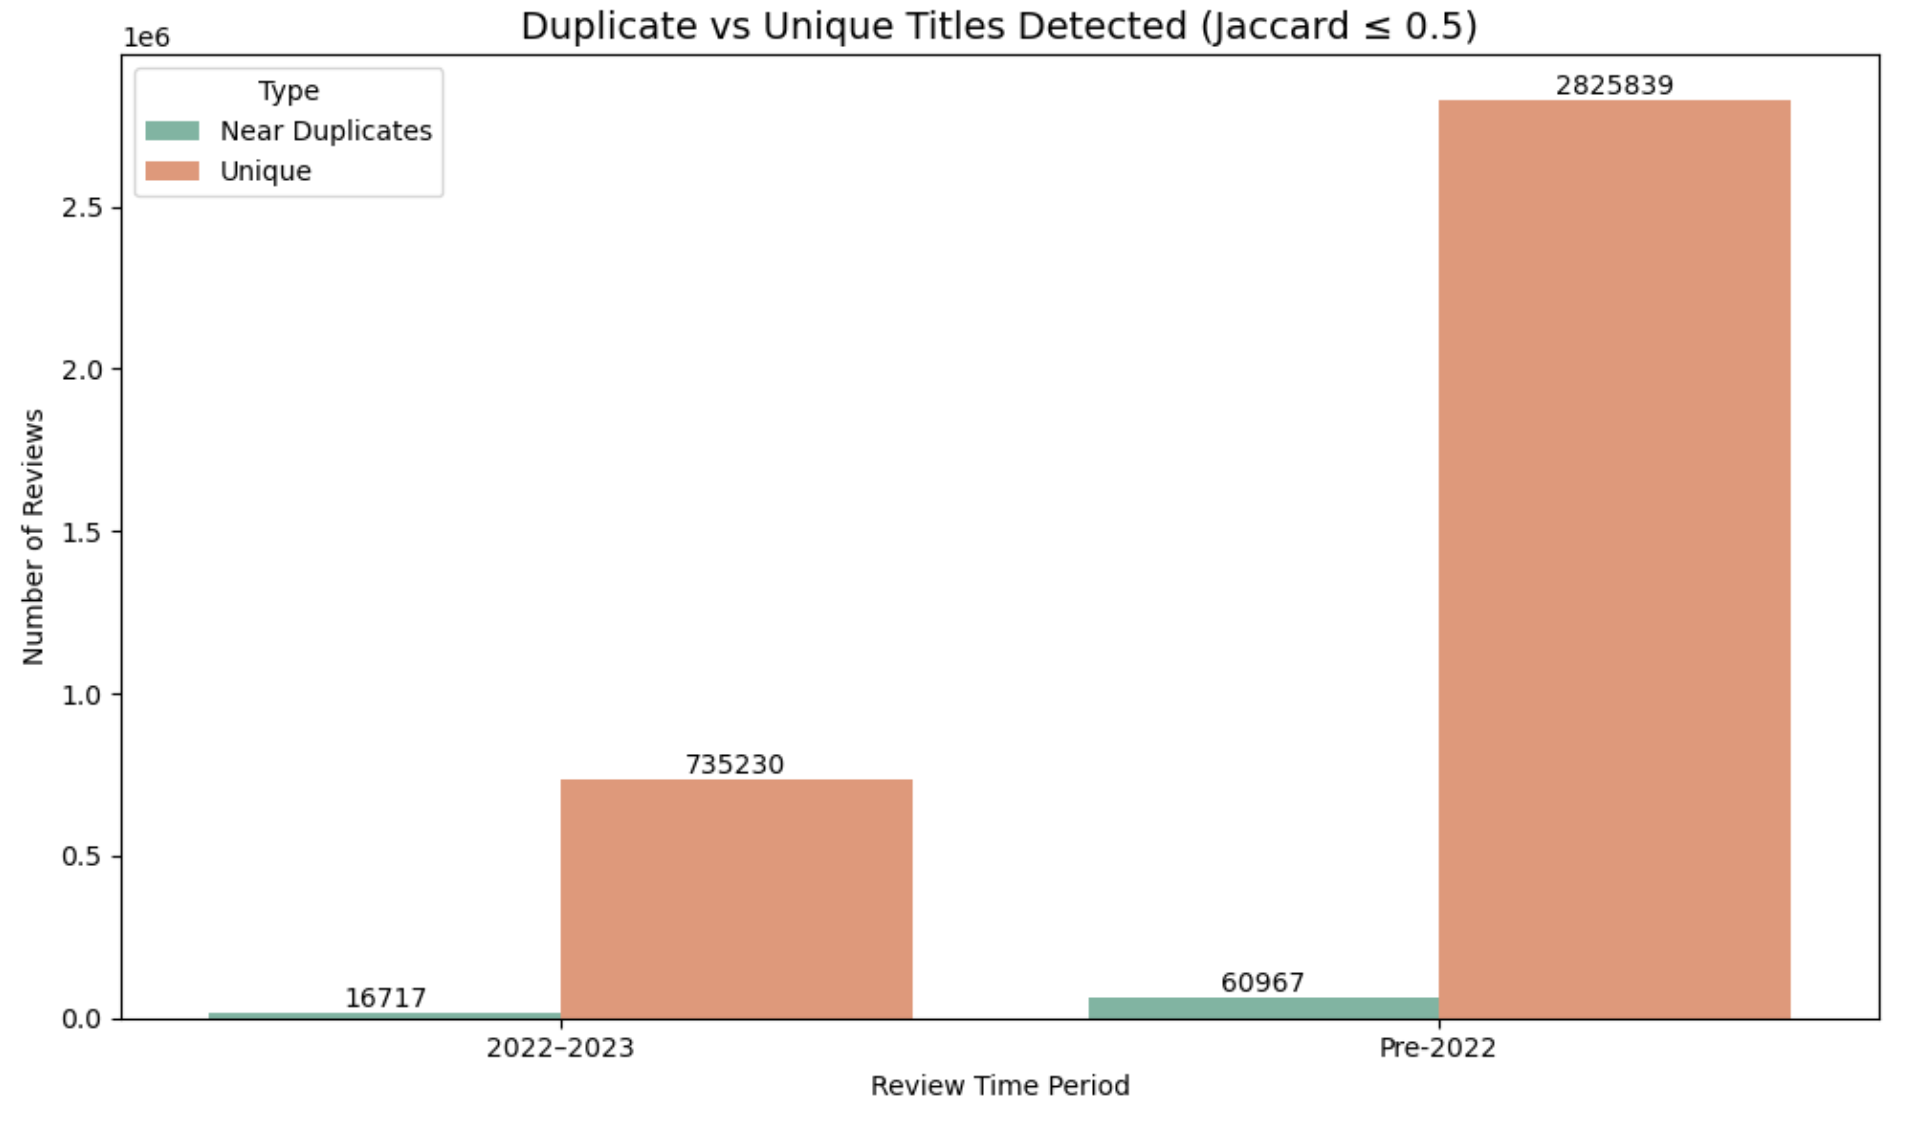 Duplicate vs Unique Titles Detected (Jaccard ≤ 0.5)
1e6
Type
Near Duplicates
Unique
2825839
2.5
2.0
1.5
1.0
0.5
0.0
Number of Reviews
735230
16717
60967
2022–2023
Pre-2022
Review Time Period